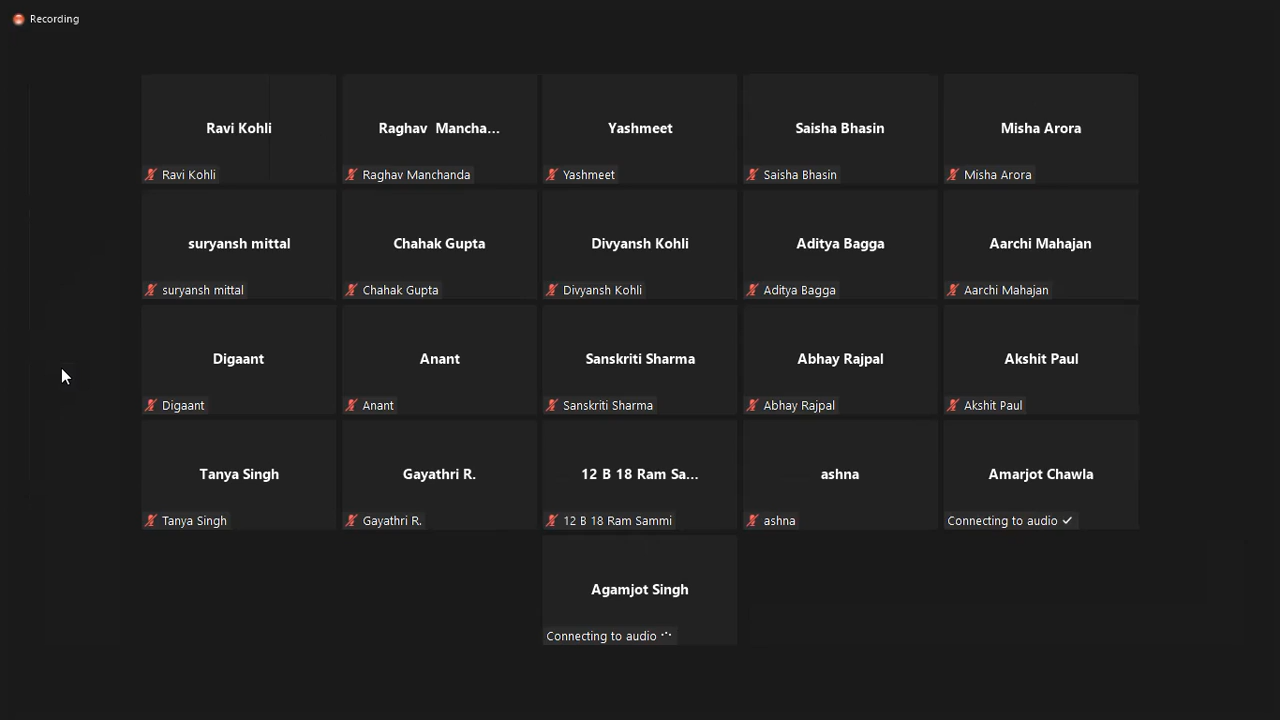 Recording
Ravi Kohli
Raghav Mancha...
Yashmeet
Saisha Bhasin
Misha Arora
Ravi Kohli
Raghav Manchanda
Yashmeet
Saisha Bhasin
Misha Arora
suryansh mittal
Chahak Gupta
Divyansh Kohli
Aditya Bagga
Aarchi Mahajan
suryansh mittal
Chahak Gupta
Divyansh Kohli
Aditya Bagga
Aarchi Mahajan
Digaant
Anant
Sanskriti Sharma
Abhay Rajpal
Akshit Paul
Digaant
Anant
Sanskriti Sharma
Abhay Rajpal
Akshit Paul
Tanya Singh
Gayathri R.
12 B 18 Ram Sa...
ashna
Amarjot Chawla
Tanya Singh
Gayathri R.
12 B 18 Ram Sammi
ashna
Connecting to audio
Agamjot Singh
Connecting to audio